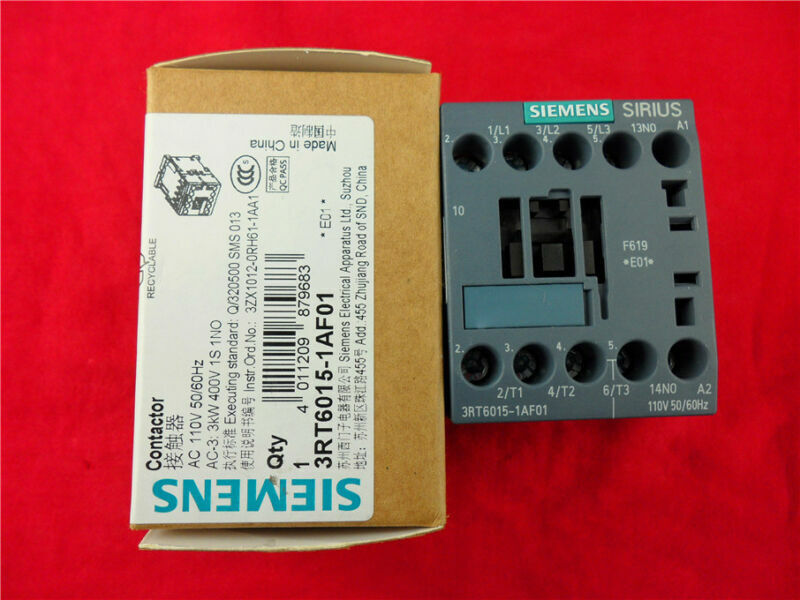 SIEMENS
Contactor
接触器
AC 110V 50/60Hz
AC-3: 3kW 400V 1S 1NO
执行标准 Executing standard: Q/320500 SMS 013
使用说明书编号 Instr.Ord.No.: 3ZX1012-0RH61-1AA1
Qty
1
4 011209 879683
3RT6015-1AF01
*E01*
苏州西门子电器有限公司 Siemens Electrical Apparatus Ltd., Suzhou
地址: 苏州新区珠江路455号 Add. 455 Zhujiang Road of SND, China
RECYCLABLE
CCC
S
产品合格
QC PASS
中国制造
Made in China
SIEMENS SIRIUS
1/L1 3/L2 5/L3 13NO A1
2. 3. 4. 5.
10
F619
*E01*
2. 3. 4. 5.
2/T1 4/T2 6/T3 14NO A2
3RT6015-1AF01
110V 50/60Hz